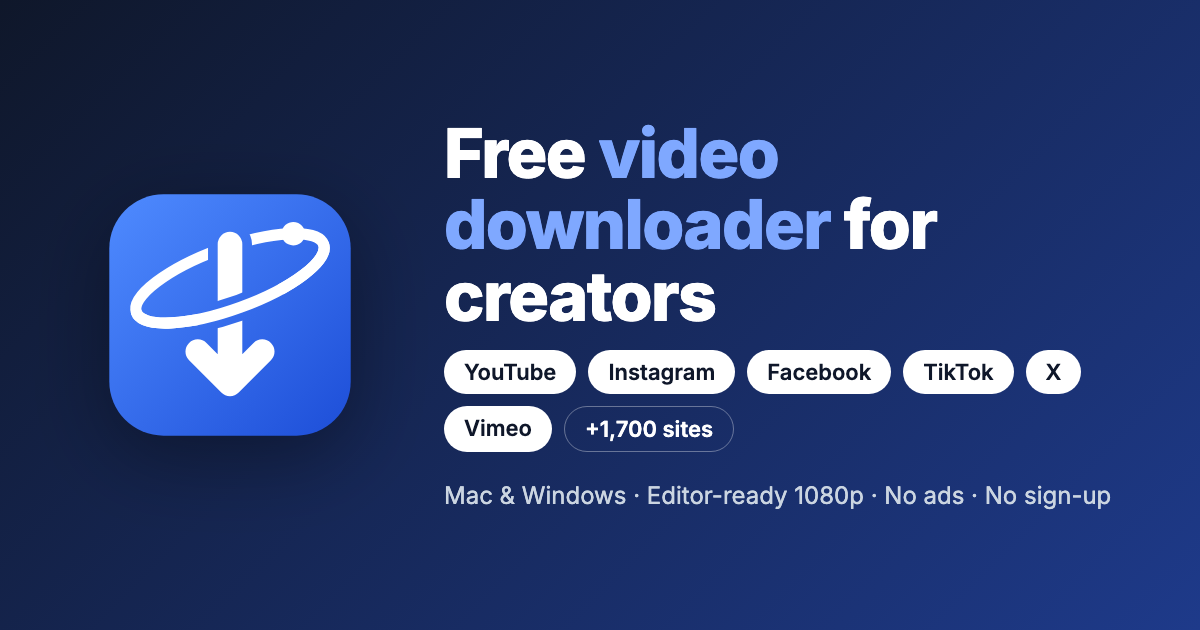 Free video
downloader for
creators
YouTube Instagram Facebook TikTok X
Vimeo +1,700 sites
Mac & Windows · Editor-ready 1080p · No ads · No sign-up